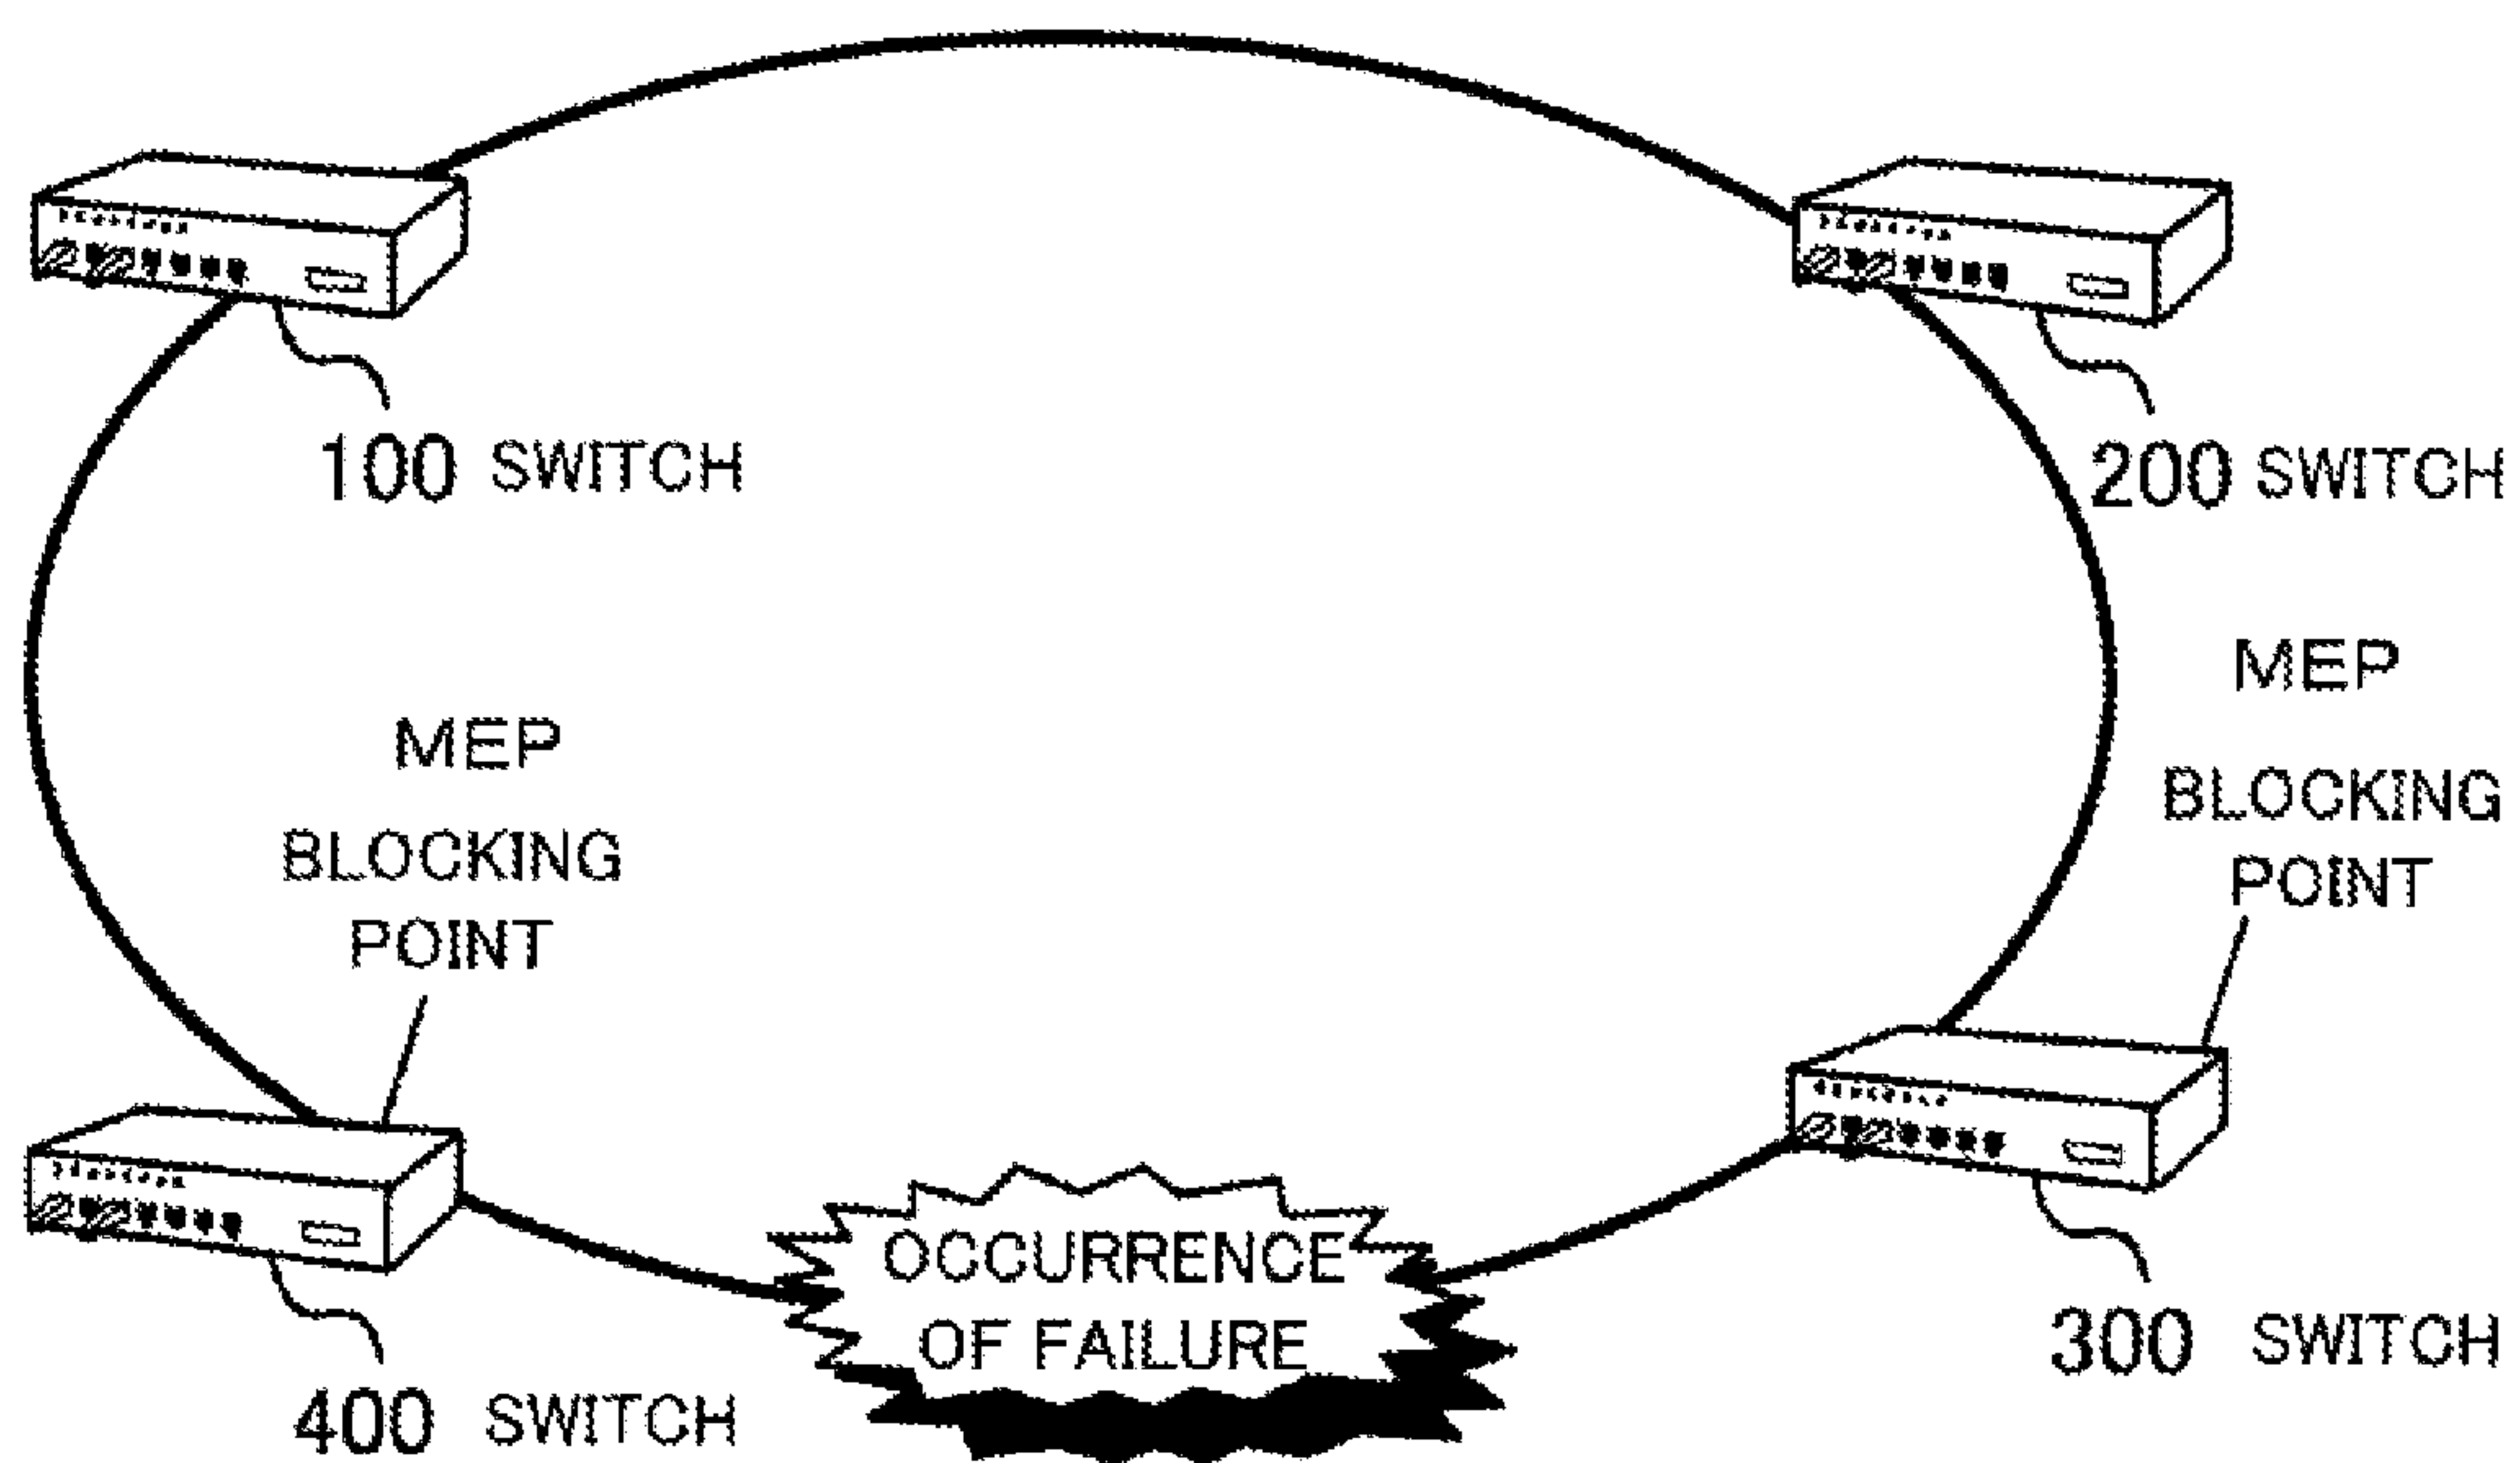 100 SWITCH
200 SWITCH
MEP
BLOCKING
POINT
MEP
BLOCKING
POINT
OCCURRENCE
OF FAILURE
300 SWITCH
400 SWITCH